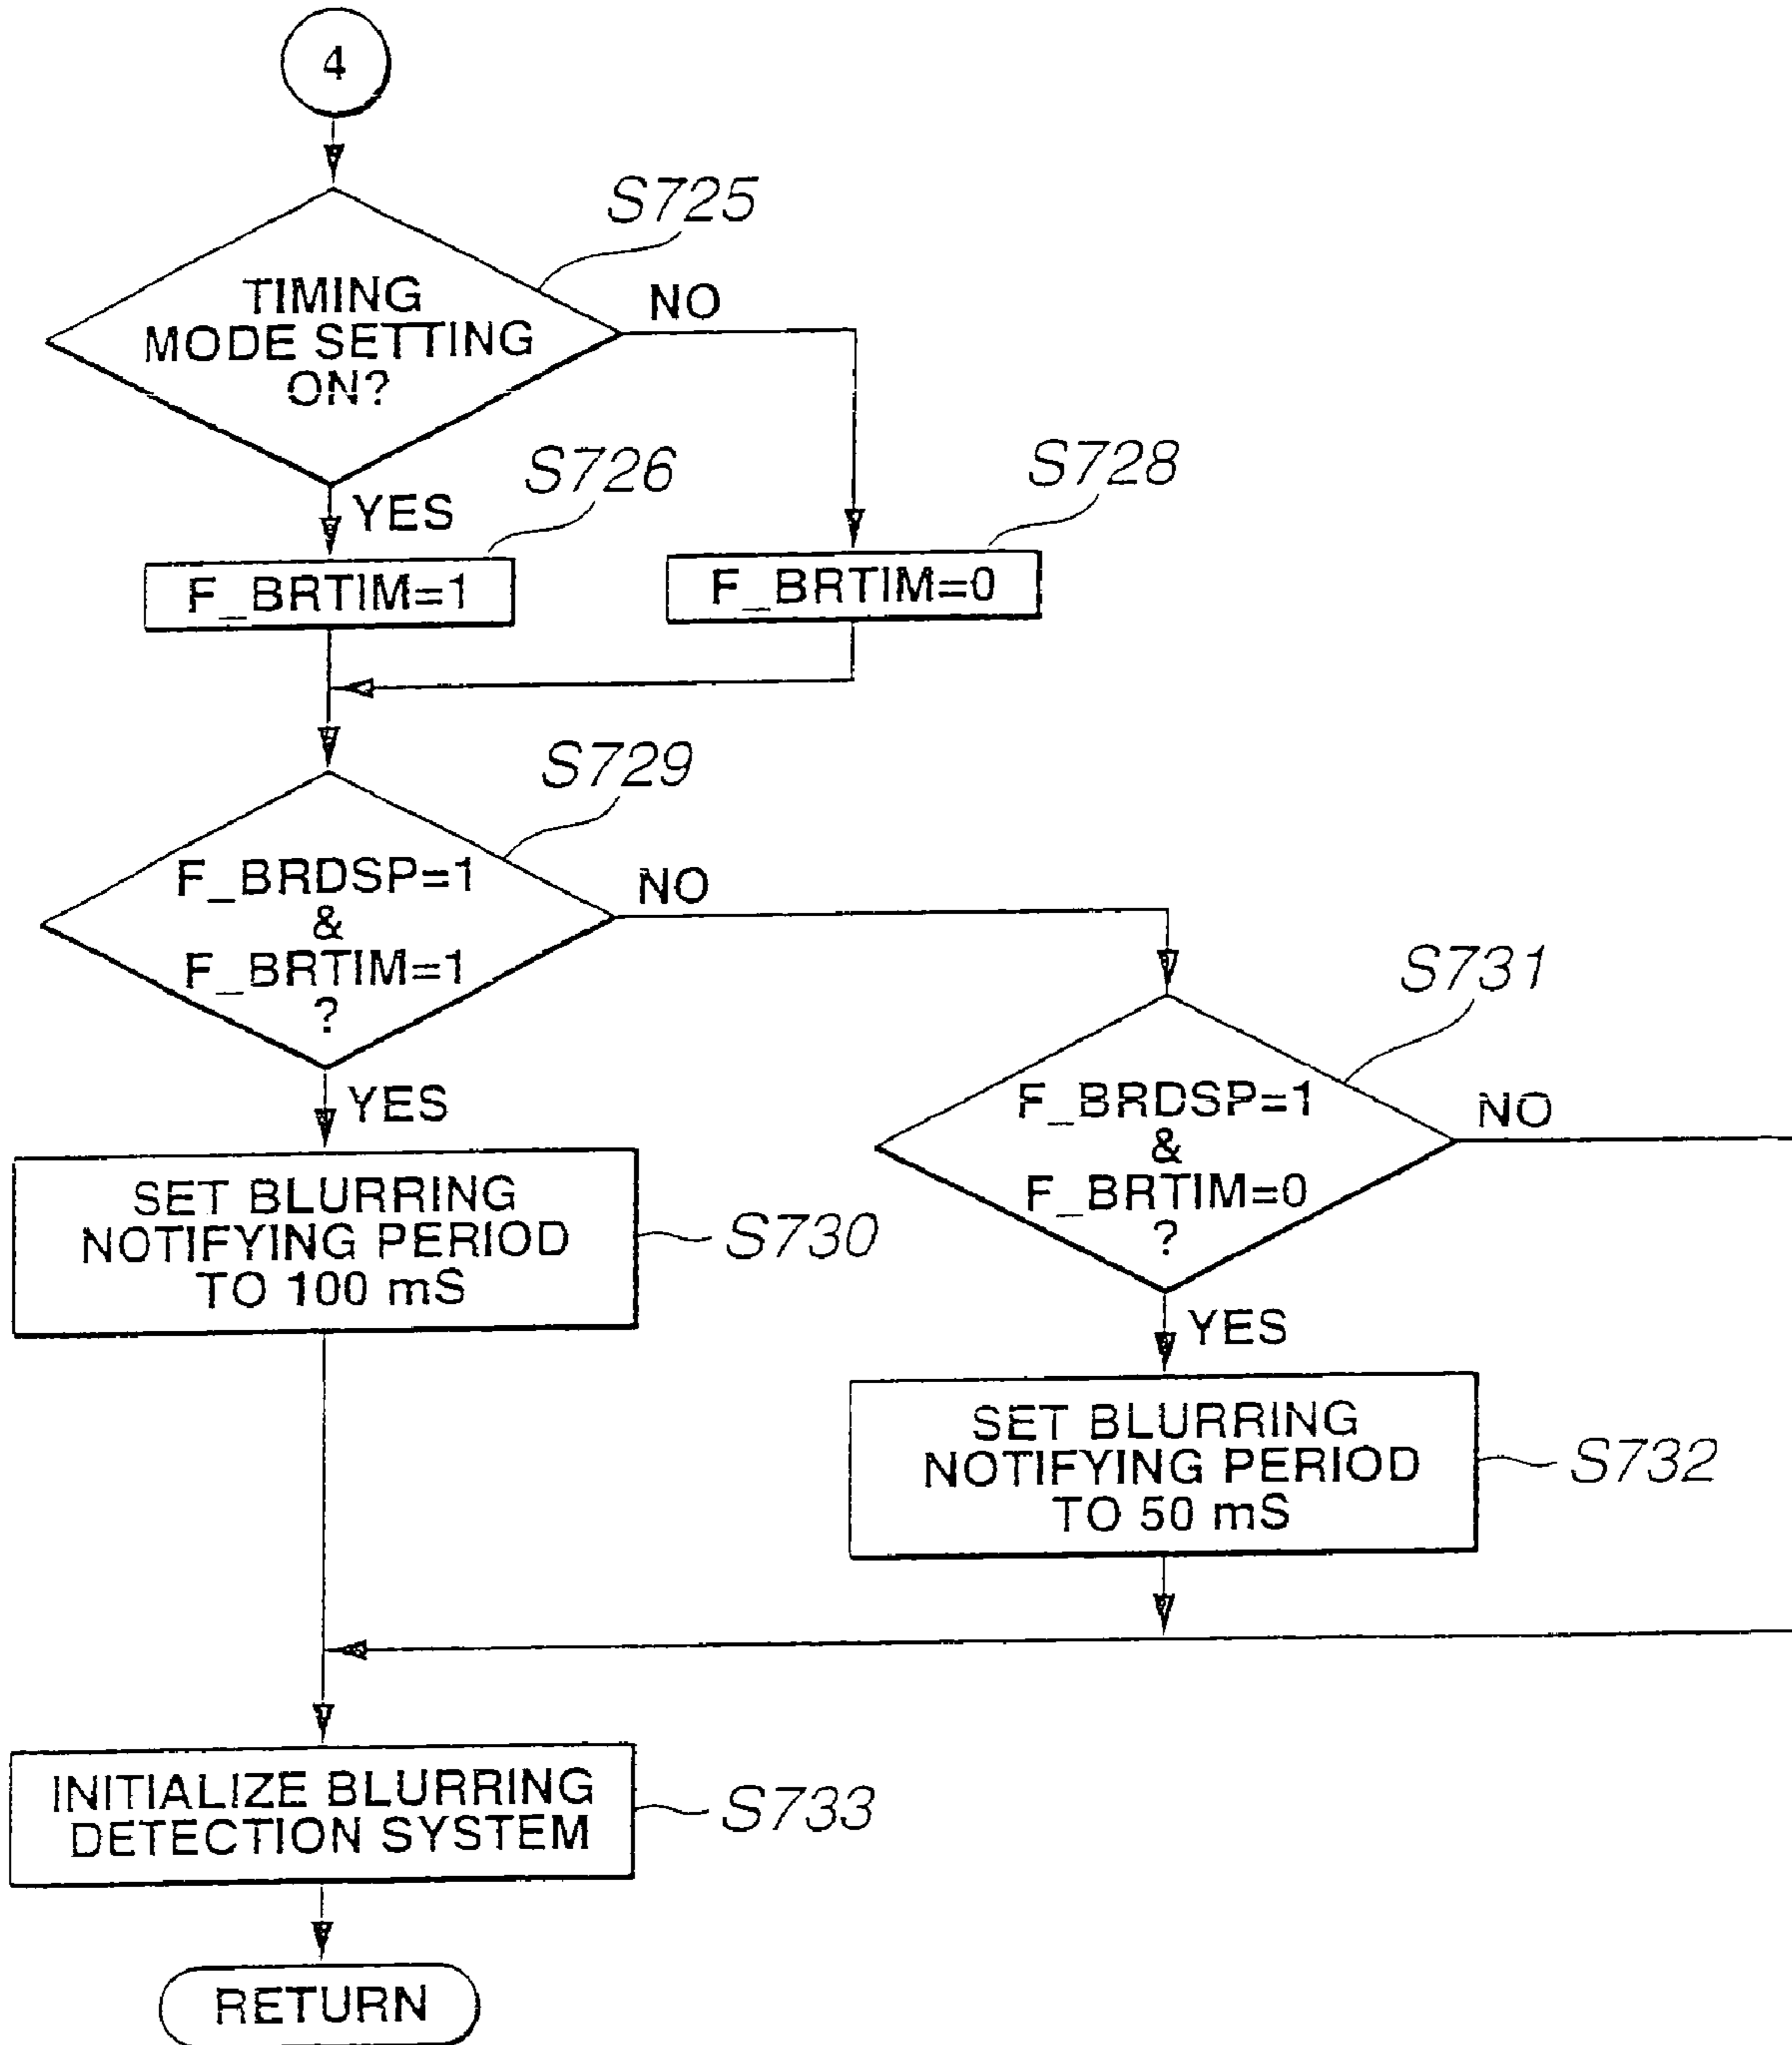 4
S725
TIMING
MODE SETTING
ON?
NO
YES
S726
F_BRTIM=1
S728
F_BRTIM=0
S729
F_BRDSP=1
&
F_BRTIM=1
?
NO
YES
S731
F_BRDSP=1
&
F_BRTIM=0
?
NO
YES
SET BLURRING
NOTIFYING PERIOD
TO 100 mS
S730
SET BLURRING
NOTIFYING PERIOD
TO 50 mS
S732
INITIALIZE BLURRING
DETECTION SYSTEM
S733
RETURN